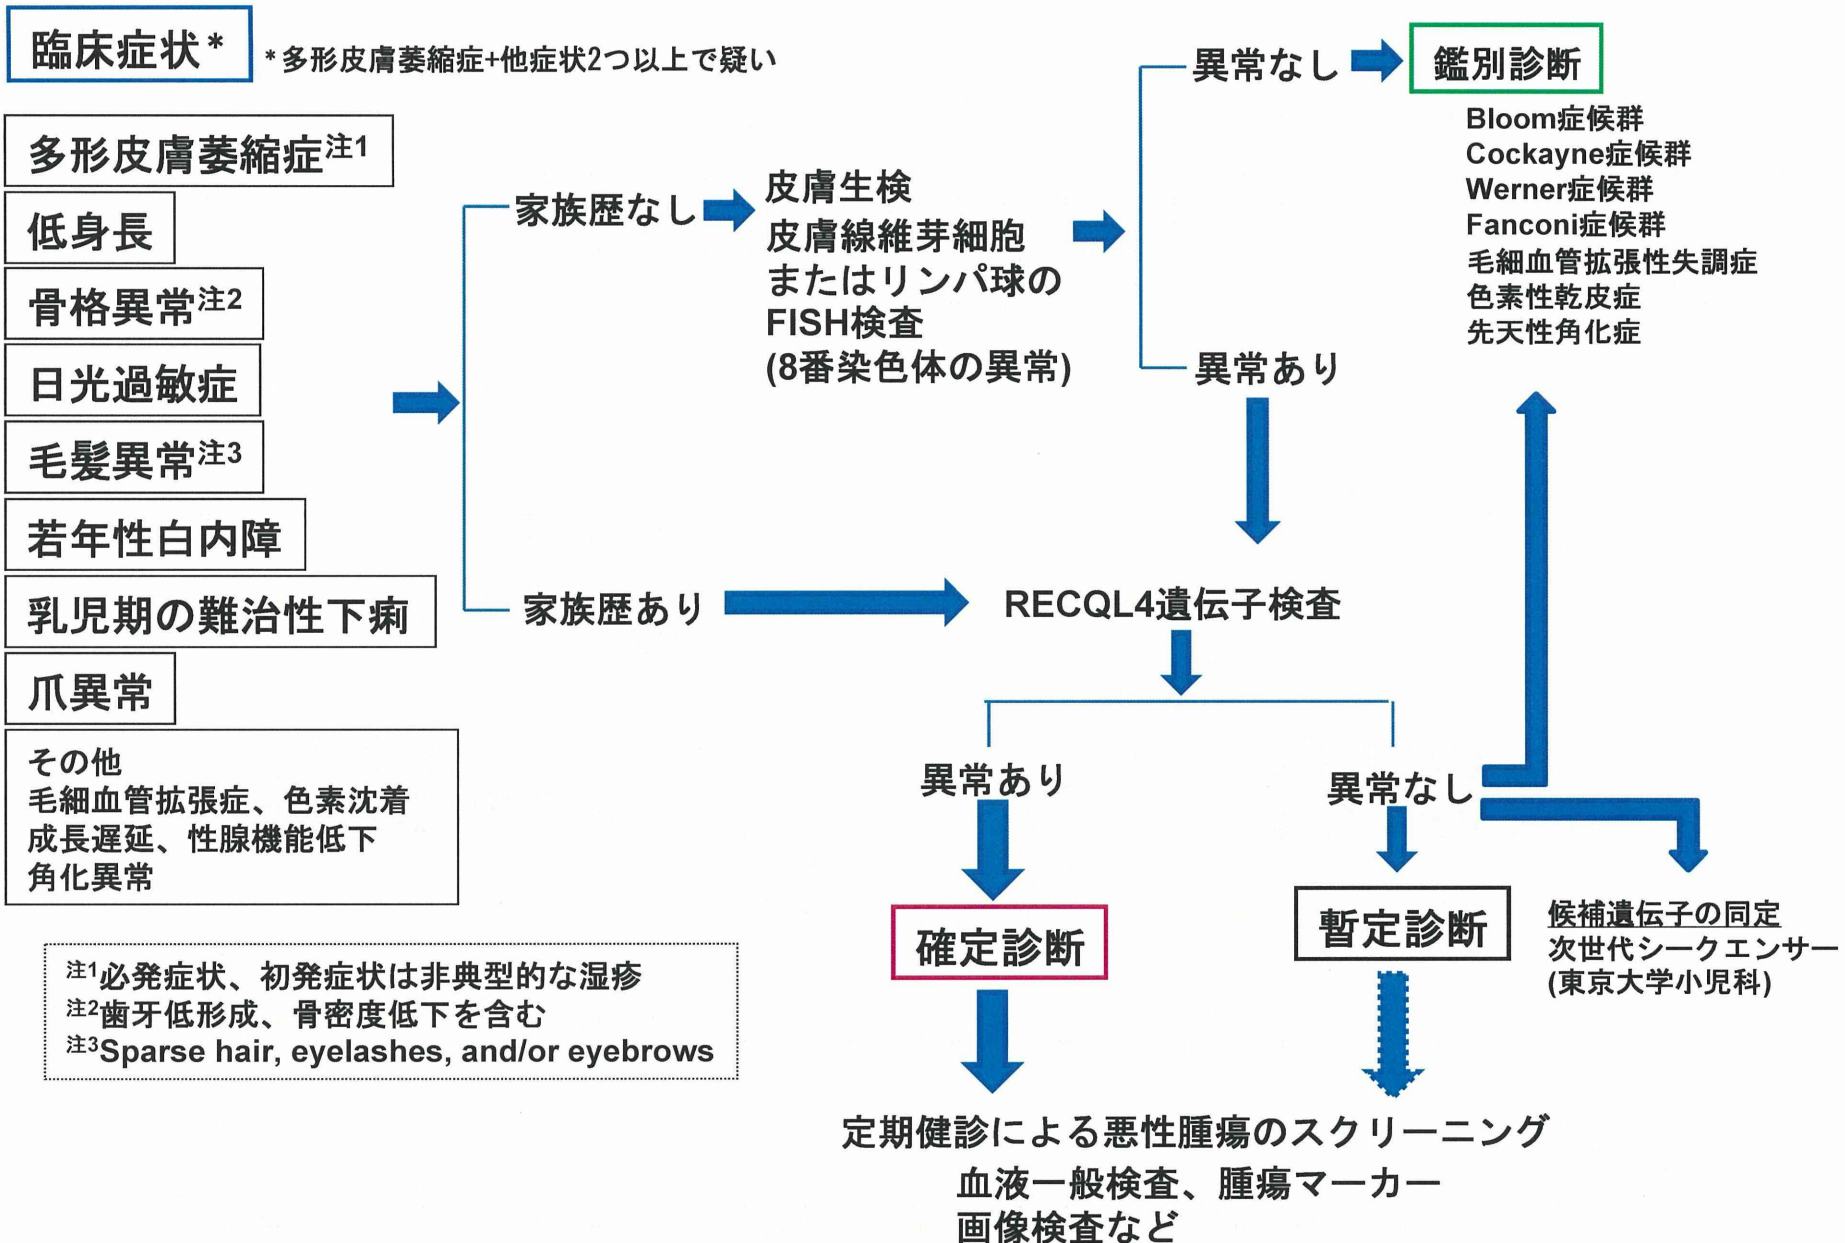 臨床症状*
*多形皮膚萎縮症+他症状2つ以上で疑い
多形皮膚萎縮症注1
低身長
骨格異常注2
日光過敏症
毛髪異常注3
若年性白内障
乳児期の難治性下痢
爪異常
その他
毛細血管拡張症、色素沈着
成長遅延、性腺機能低下
角化異常
注1必発症状、初発症状は非典型的な湿疹
注2歯牙低形成、骨密度低下を含む
注3Sparse hair, eyelashes, and/or eyebrows
家族歴なし
皮膚生検
皮膚線維芽細胞
またはリンパ球の
FISH検査
(8番染色体の異常)
異常なし
鑑別診断
Bloom症候群
Cockayne症候群
Werner症候群
Fanconi症候群
毛細血管拡張性失調症
色素性乾皮症
先天性角化症
異常あり
家族歴あり
RECQL4遺伝子検査
異常あり
異常なし
確定診断
暫定診断
候補遺伝子の同定
次世代シークエンサー
(東京大学小児科)
定期健診による悪性腫瘍のスクリーニング
血液一般検査、腫瘍マーカー
画像検査など